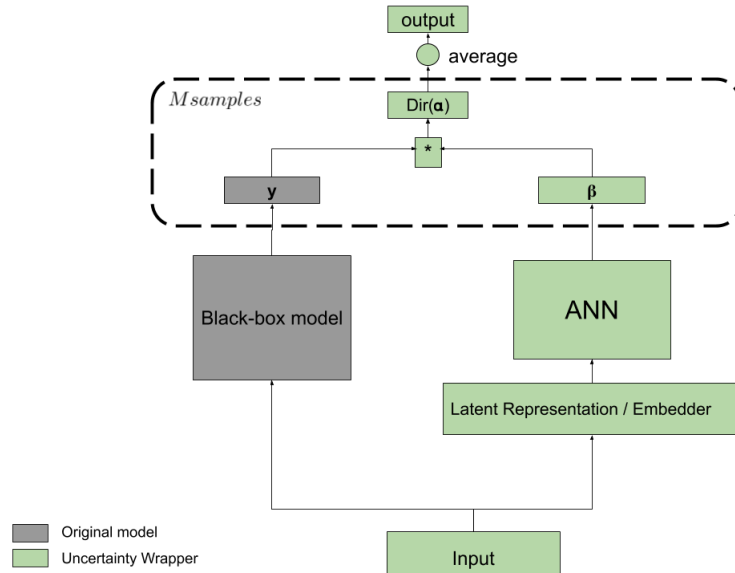 output
average
M samples
Dir(α)
*
y
β
Black-box model
ANN
Latent Representation / Embedder
Original model
Uncertainty Wrapper
Input